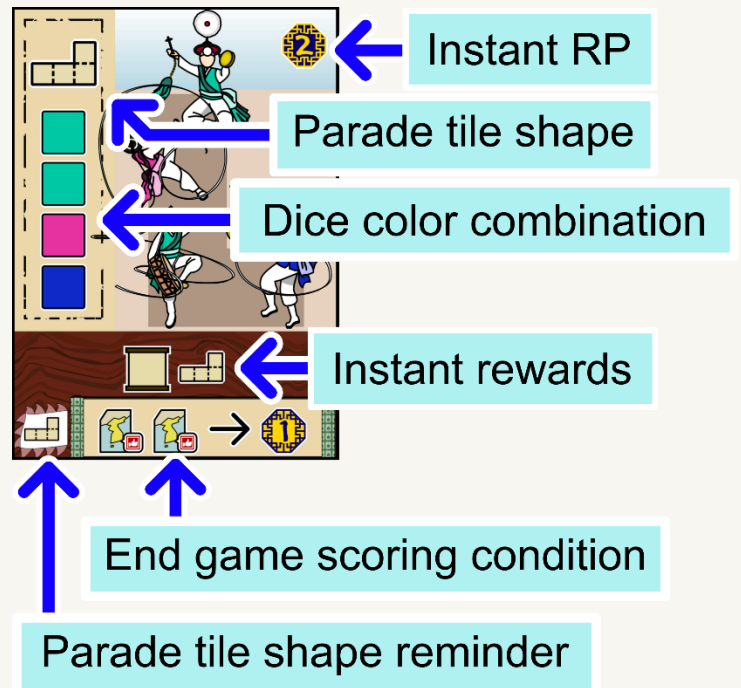 2
Instant RP
Parade tile shape
Dice color combination
Instant rewards
1
End game scoring condition
Parade tile shape reminder